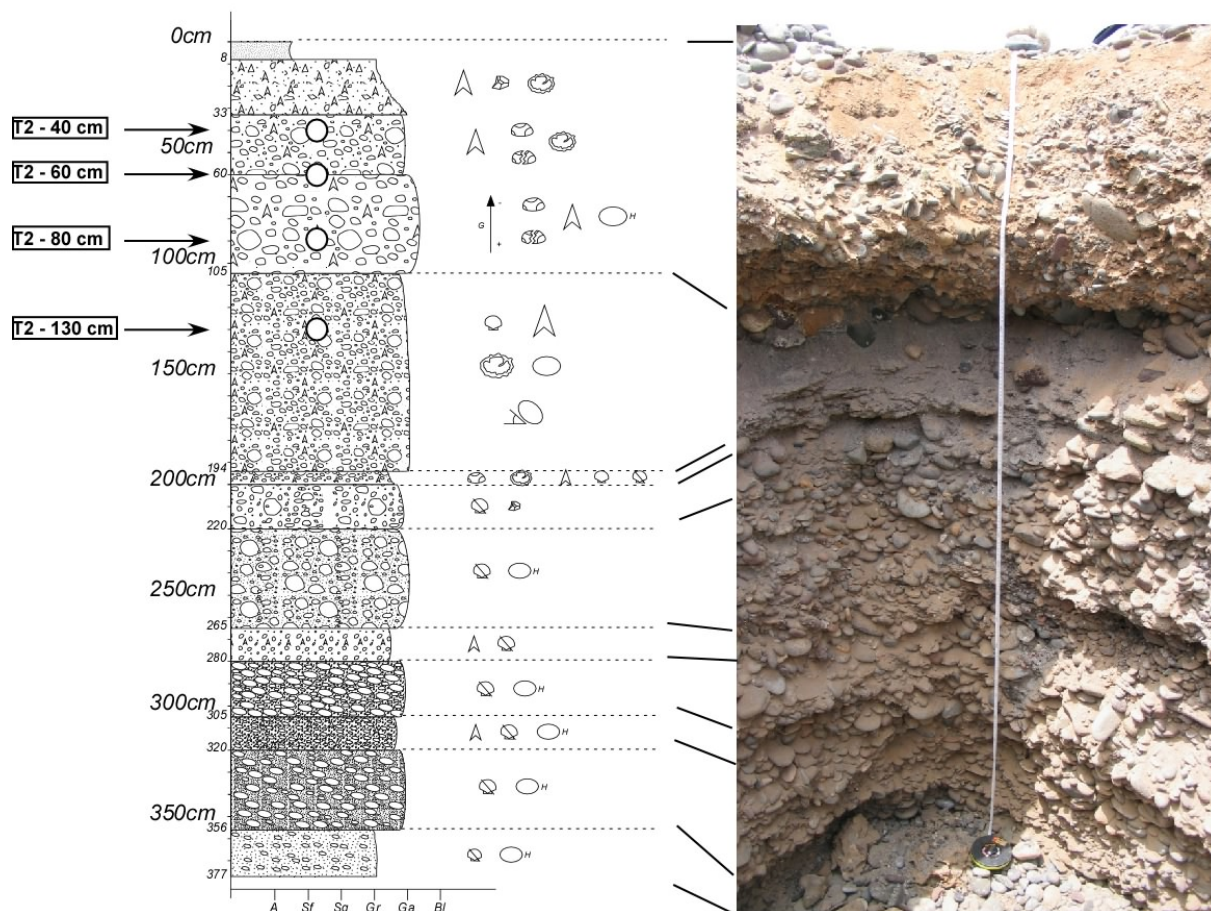 0cm
8
33
T2 - 40 cm
50cm
60
T2 - 60 cm
G
-
+
H
T2 - 80 cm
100cm
105
T2 - 130 cm
150cm
194
200cm
220
250cm
H
265
H
280
300cm
H
305
H
320
H
350cm
356
H
377
A Sf Sg Gr Ga Bl